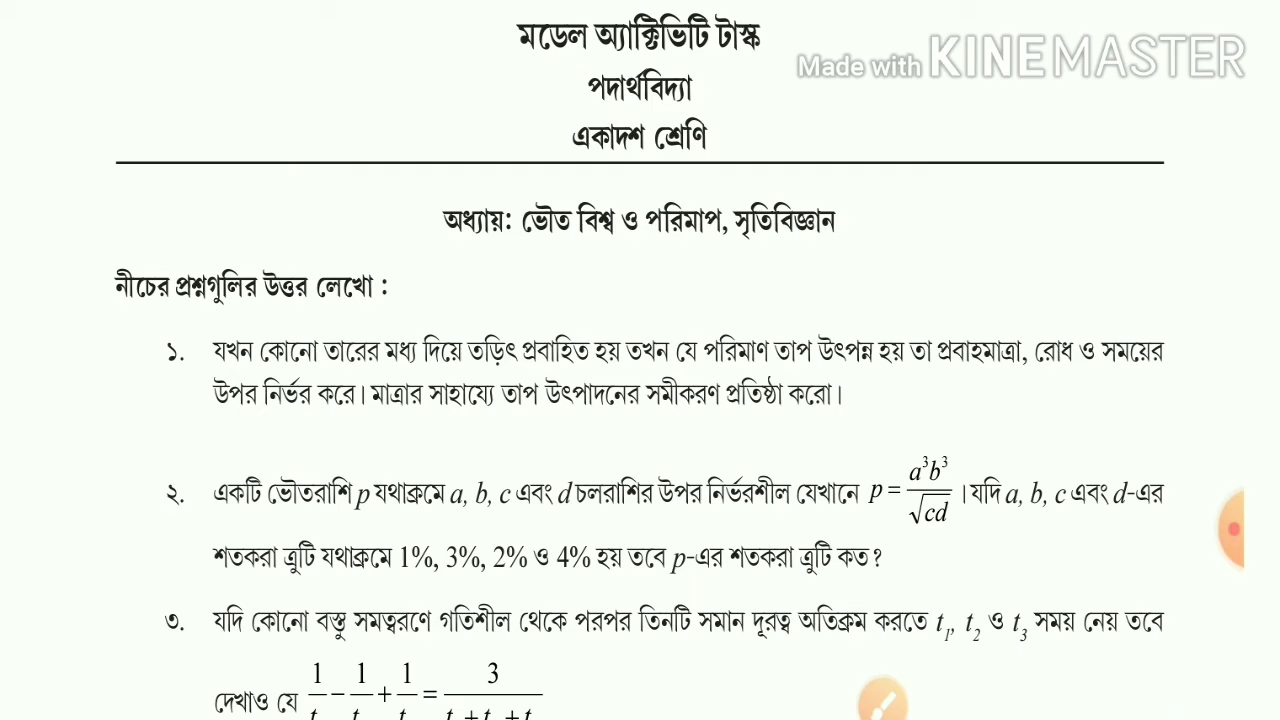 মডেল অ্যাক্টিভিটি টাস্ক
Made with KINEMASTER
পদার্থবিদ্যা
একাদশ শ্রেণি
অধ্যায়: ভৌত বিশ্ব ও পরিমাপ, সৃতিবিজ্ঞান
নীচের প্রশ্নগুলির উত্তর লেখো :
১. যখন কোনো তারের মধ্য দিয়ে তড়িৎ প্রবাহিত হয় তখন যে পরিমাণ তাপ উৎপন্ন হয় তা প্রবাহমাত্রা, রোধ ও সময়ের
উপর নির্ভর করে। মাত্রার সাহায্যে তাপ উৎপাদনের সমীকরণ প্রতিষ্ঠা করো।
২. একটি ভৌতরাশি p যথাক্রমে a, b, c এবং d চলরাশির উপর নির্ভরশীল যেখানে p = a³b³/√cd । যদি a, b, c এবং d-এর
শতকরা ত্রুটি যথাক্রমে 1%, 3%, 2% ও 4% হয় তবে p-এর শতকরা ত্রুটি কত?
৩. যদি কোনো বস্তু সমত্বরণে গতিশীল থেকে পরপর তিনটি সমান দূরত্ব অতিক্রম করতে t₁, t₂ ও t₃ সময় নেয় তবে
দেখাও যে 1/t − 1/t + 1/t = 3/t + t + t